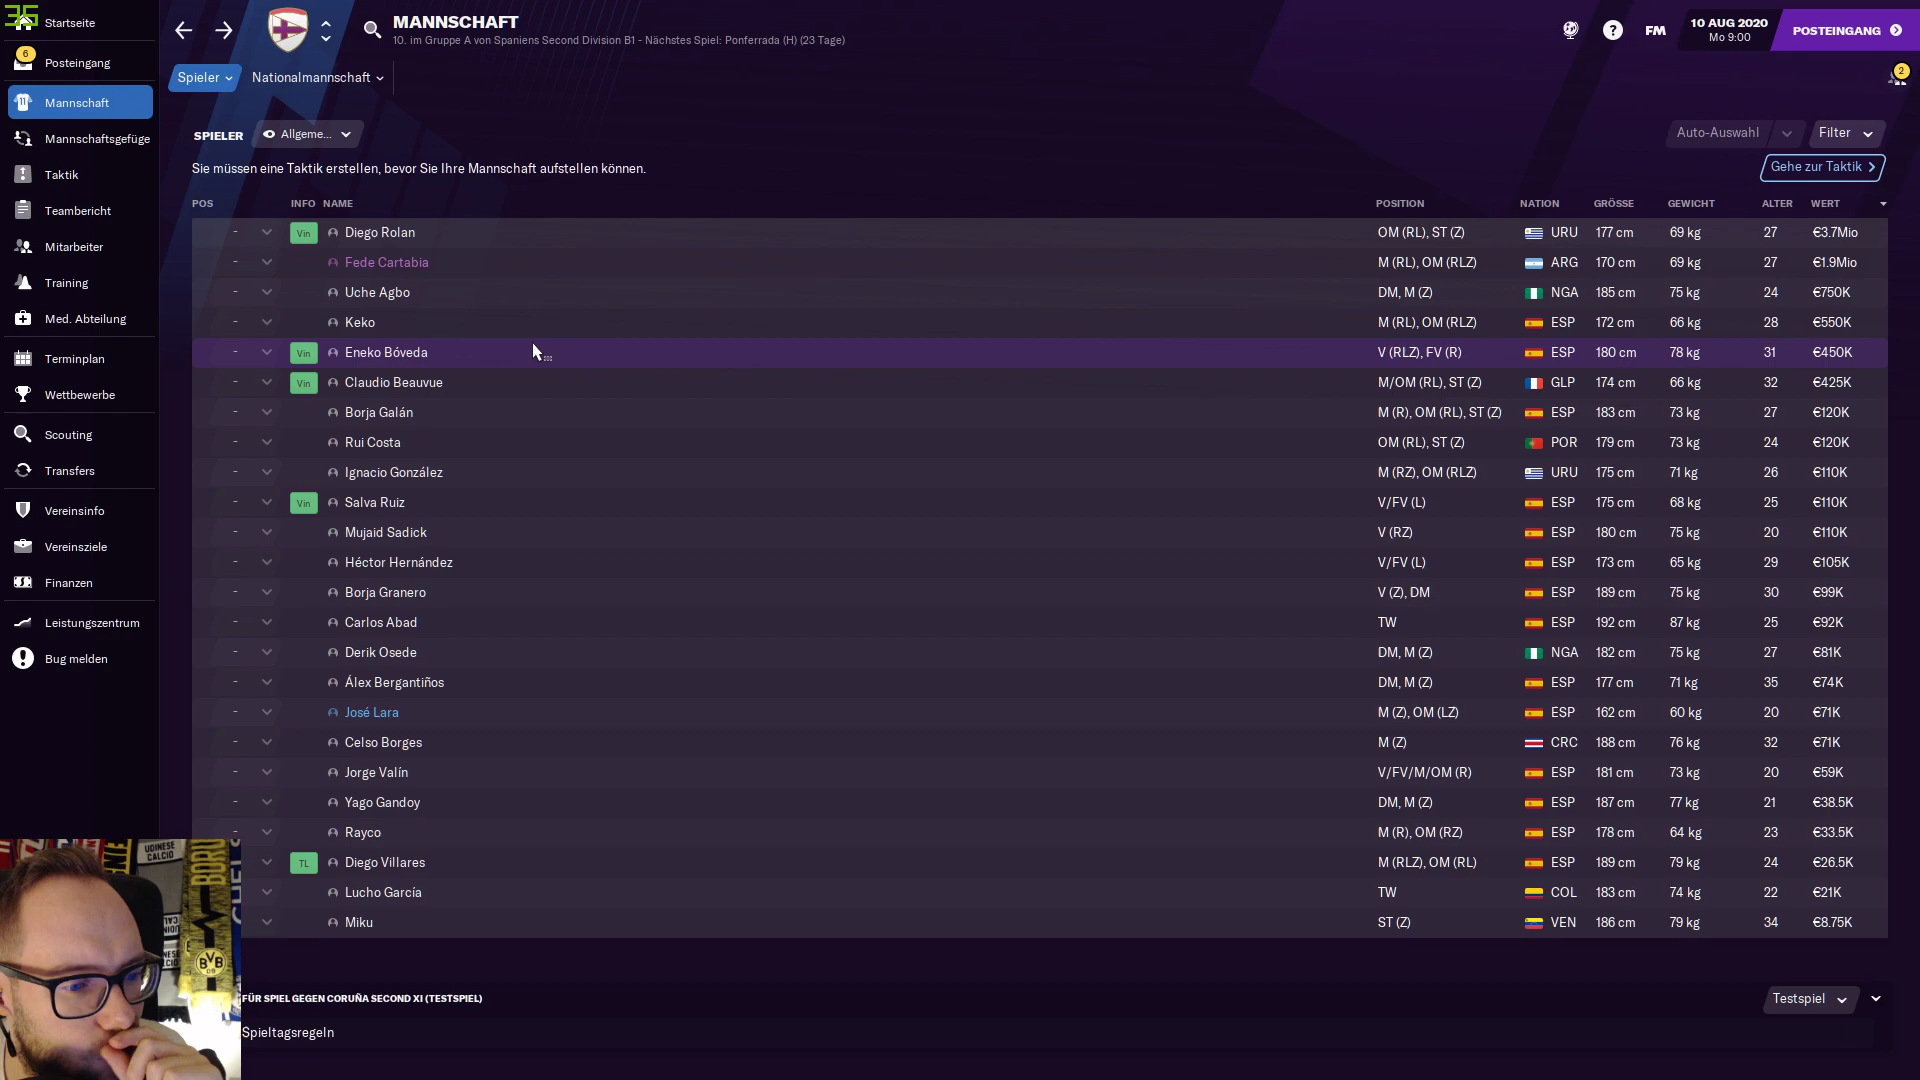 36
Startseite
6
Posteingang
Mannschaft
Mannschaftsgefüge
Taktik
Teambericht
Mitarbeiter
Training
Med. Abteilung
Terminplan
Wettbewerbe
Scouting
Transfers
Vereinsinfo
Vereinsziele
Finanzen
Leistungszentrum
Bug melden
MANNSCHAFT
10. im Gruppe A von Spaniens Second Division B1 - Nächstes Spiel: Ponferrada (H) (23 Tage)
FM
10 AUG 2020
Mo 9:00
POSTEINGANG
Spieler
Nationalmannschaft
2
SPIELER
Allgeme...
Auto-Auswahl
Filter
Sie müssen eine Taktik erstellen, bevor Sie Ihre Mannschaft aufstellen können.
Gehe zur Taktik
POS INFO NAME POSITION NATION GRÖSSE GEWICHT ALTER WERT
- Vin Diego Rolan OM (RL), ST (Z) URU 177 cm 69 kg 27 €3.7Mio
- Fede Cartabia M (RL), OM (RLZ) ARG 170 cm 69 kg 27 €1.9Mio
- Uche Agbo DM, M (Z) NGA 185 cm 75 kg 24 €750K
- Keko M (RL), OM (RLZ) ESP 172 cm 66 kg 28 €550K
- Vin Eneko Bóveda V (RLZ), FV (R) ESP 180 cm 78 kg 31 €450K
- Vin Claudio Beauvue M/OM (RL), ST (Z) GLP 174 cm 66 kg 32 €425K
- Borja Galán M (R), OM (RL), ST (Z) ESP 183 cm 73 kg 27 €120K
- Rui Costa OM (RL), ST (Z) POR 179 cm 73 kg 24 €120K
- Ignacio González M (RZ), OM (RLZ) URU 175 cm 71 kg 26 €110K
- Vin Salva Ruiz V/FV (L) ESP 175 cm 68 kg 25 €110K
- Mujaid Sadick V (RZ) ESP 180 cm 75 kg 20 €110K
- Héctor Hernández V/FV (L) ESP 173 cm 65 kg 29 €105K
- Borja Granero V (Z), DM ESP 189 cm 75 kg 30 €99K
- Carlos Abad TW ESP 192 cm 87 kg 25 €92K
- Derik Osede DM, M (Z) NGA 182 cm 75 kg 27 €81K
- Álex Bergantiños DM, M (Z) ESP 177 cm 71 kg 35 €74K
- José Lara M (Z), OM (LZ) ESP 162 cm 60 kg 20 €71K
- Celso Borges M (Z) CRC 188 cm 76 kg 32 €71K
- Jorge Valín V/FV/M/OM (R) ESP 181 cm 73 kg 20 €59K
- Yago Gandoy DM, M (Z) ESP 187 cm 77 kg 21 €38.5K
- Rayco M (R), OM (RZ) ESP 178 cm 64 kg 23 €33.5K
TL Diego Villares M (RLZ), OM (RL) ESP 189 cm 79 kg 24 €26.5K
Lucho García TW COL 183 cm 74 kg 22 €21K
Miku ST (Z) VEN 186 cm 79 kg 34 €8.75K
UDINESE
CALCIO
BVB
09
FÜR SPIEL GEGEN CORUÑA SECOND XI (TESTSPIEL)
Testspiel
Spieltagsregeln